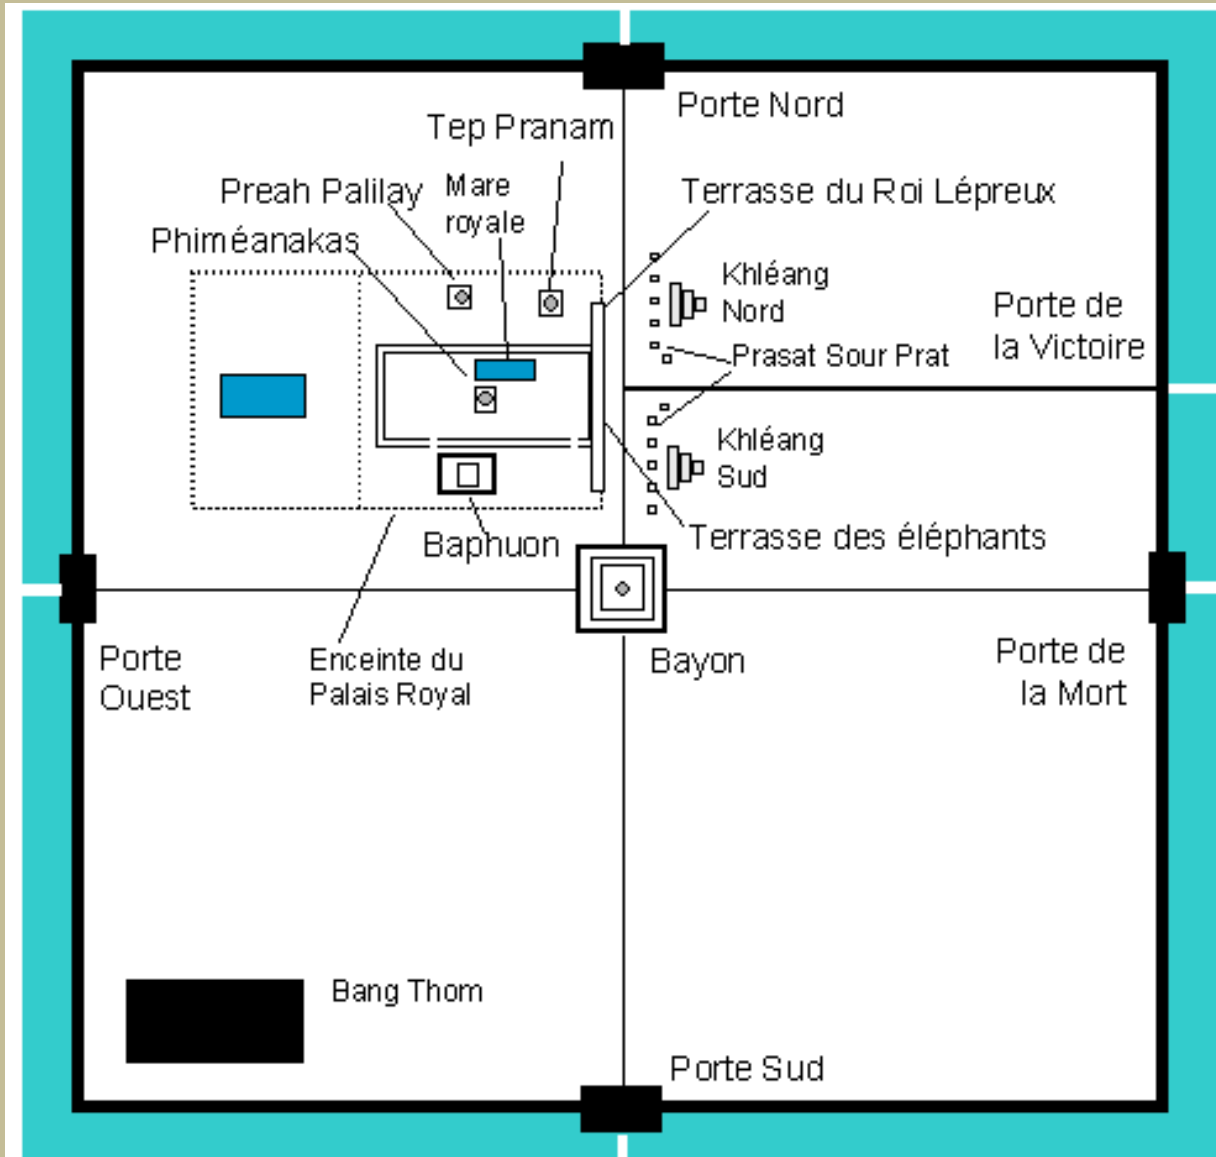 Porte Nord
Tep Pranam
Preah Palilay
Mare
royale
Terrasse du Roi Lépreux
Phiméanakas
Khléang
Nord
Porte de
la Victoire
Prasat Sour Prat
Khléang
Sud
Baphuon
Terrasse des éléphants
Porte
Ouest
Enceinte du
Palais Royal
Bayon
Porte de
la Mort
Bang Thom
Porte Sud